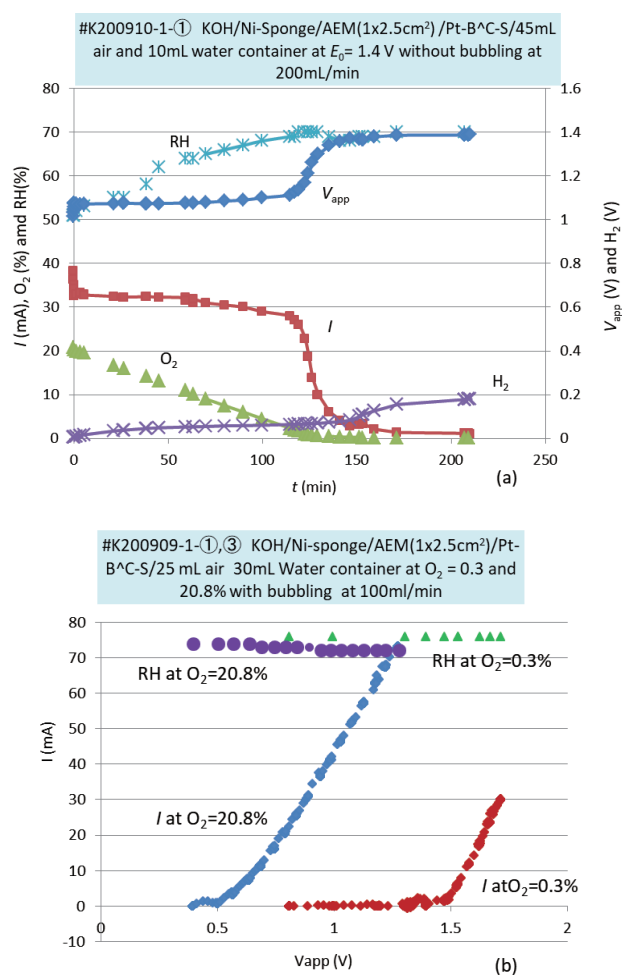 #K200910-1-① KOH/Ni-Sponge/AEM(1x2.5cm²) /Pt-B^C-S/45mL
air and 10mL water container at E₀= 1.4 V without bubbling at
200mL/min
80
70
60
50
40
30
20
10
0
I (mA), O₂ (%) amd RH(%)
1.6
1.4
1.2
1
0.8
0.6
0.4
0.2
0
Vapp (V) and H₂ (V)
RH
Vapp
I
O₂
H₂
0 50 100 150 200 250
t (min)
(a)
#K200909-1-①,③ KOH/Ni-sponge/AEM(1x2.5cm²)/Pt-
B^C-S/25 mL air 30mL Water container at O₂ = 0.3 and
20.8% with bubbling at 100ml/min
80
70
60
50
40
30
20
10
0
-10
I (mA)
RH at O₂=20.8%
RH at O₂=0.3%
I at O₂=20.8%
I atO₂=0.3%
0 0.5 1 1.5 2
Vapp (V)
(b)